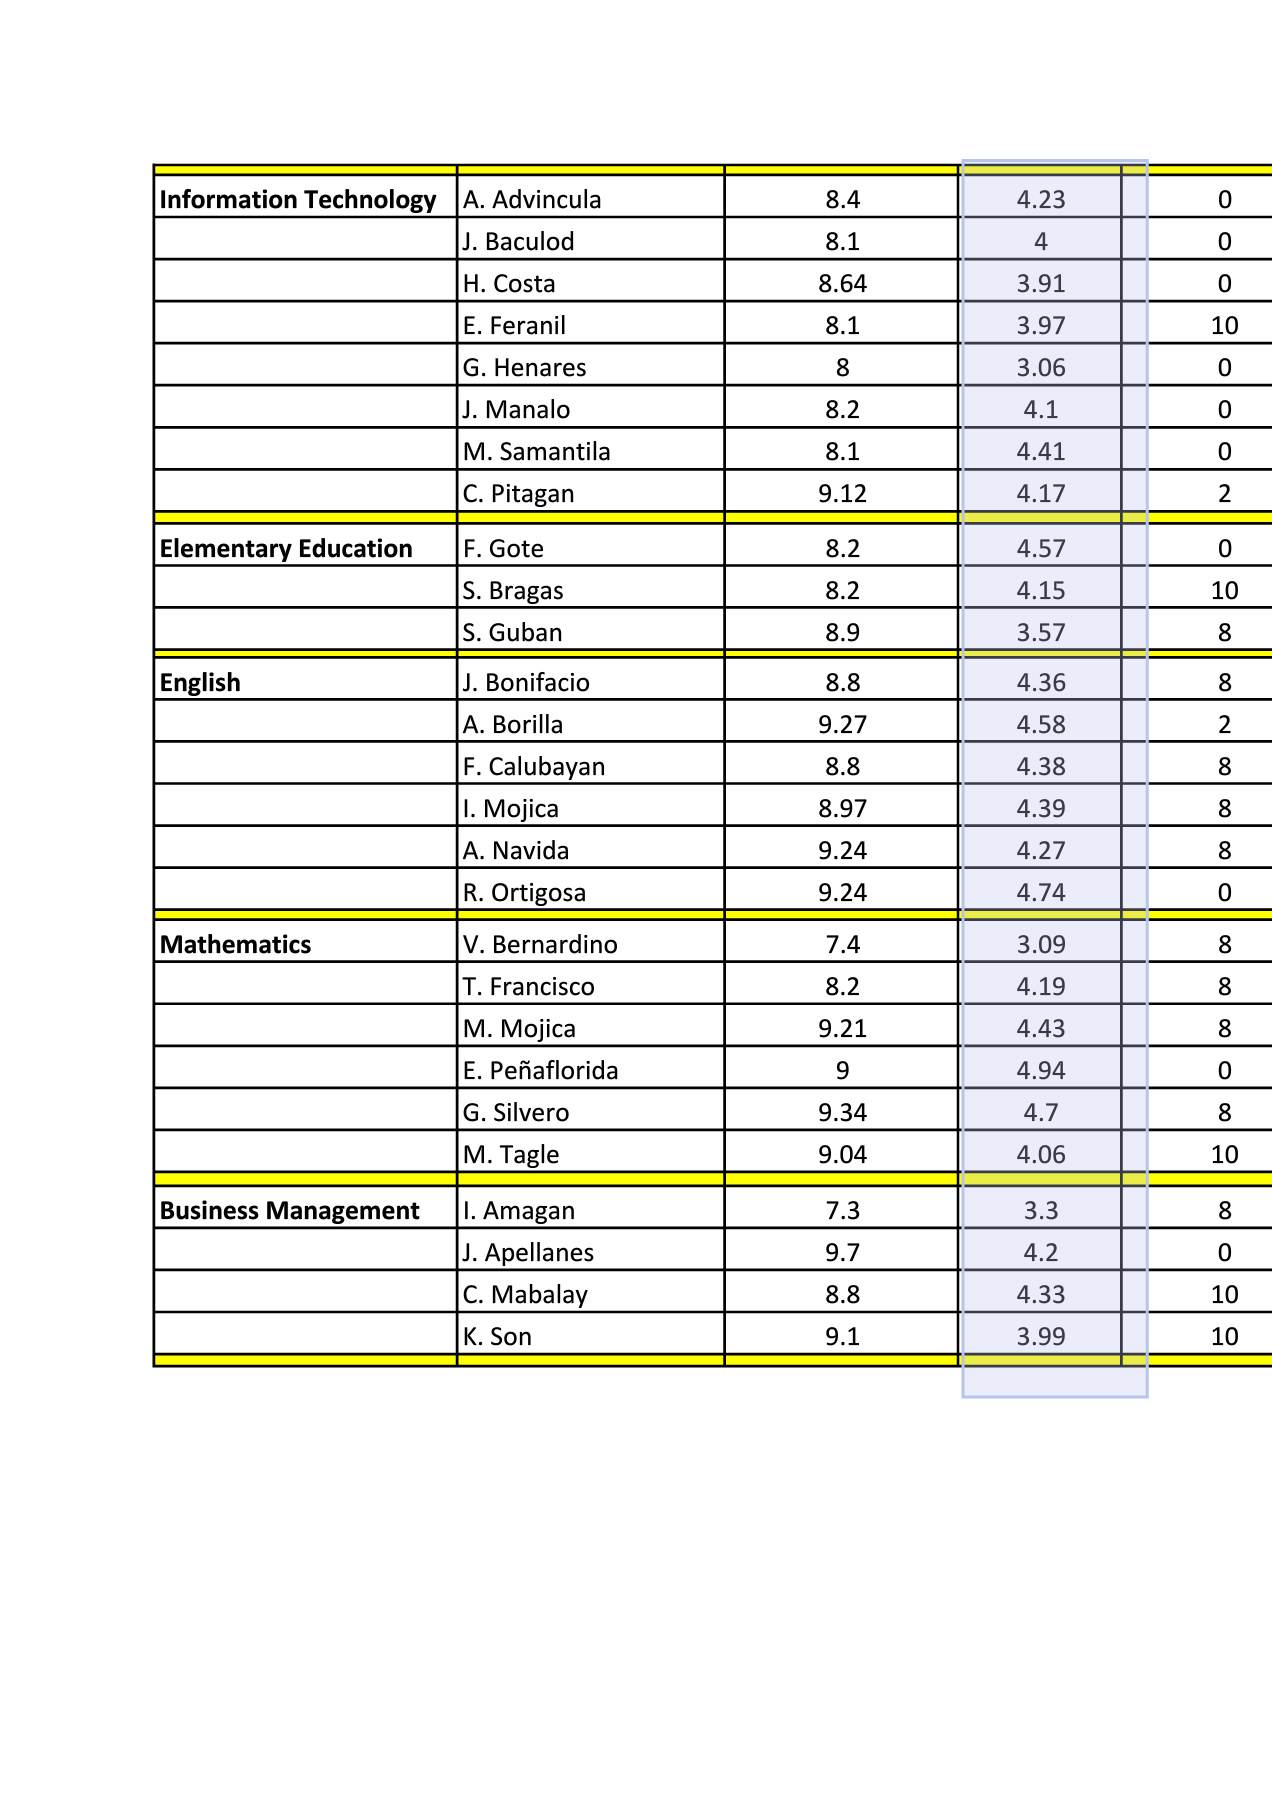 Information Technology A. Advincula 8.4 4.23 0
J. Baculod 8.1 4 0
H. Costa 8.64 3.91 0
E. Feranil 8.1 3.97 10
G. Henares 8 3.06 0
J. Manalo 8.2 4.1 0
M. Samantila 8.1 4.41 0
C. Pitagan 9.12 4.17 2
Elementary Education F. Gote 8.2 4.57 0
S. Bragas 8.2 4.15 10
S. Guban 8.9 3.57 8
English J. Bonifacio 8.8 4.36 8
A. Borilla 9.27 4.58 2
F. Calubayan 8.8 4.38 8
I. Mojica 8.97 4.39 8
A. Navida 9.24 4.27 8
R. Ortigosa 9.24 4.74 0
Mathematics V. Bernardino 7.4 3.09 8
T. Francisco 8.2 4.19 8
M. Mojica 9.21 4.43 8
E. Peñaflorida 9 4.94 0
G. Silvero 9.34 4.7 8
M. Tagle 9.04 4.06 10
Business Management I. Amagan 7.3 3.3 8
J. Apellanes 9.7 4.2 0
C. Mabalay 8.8 4.33 10
K. Son 9.1 3.99 10